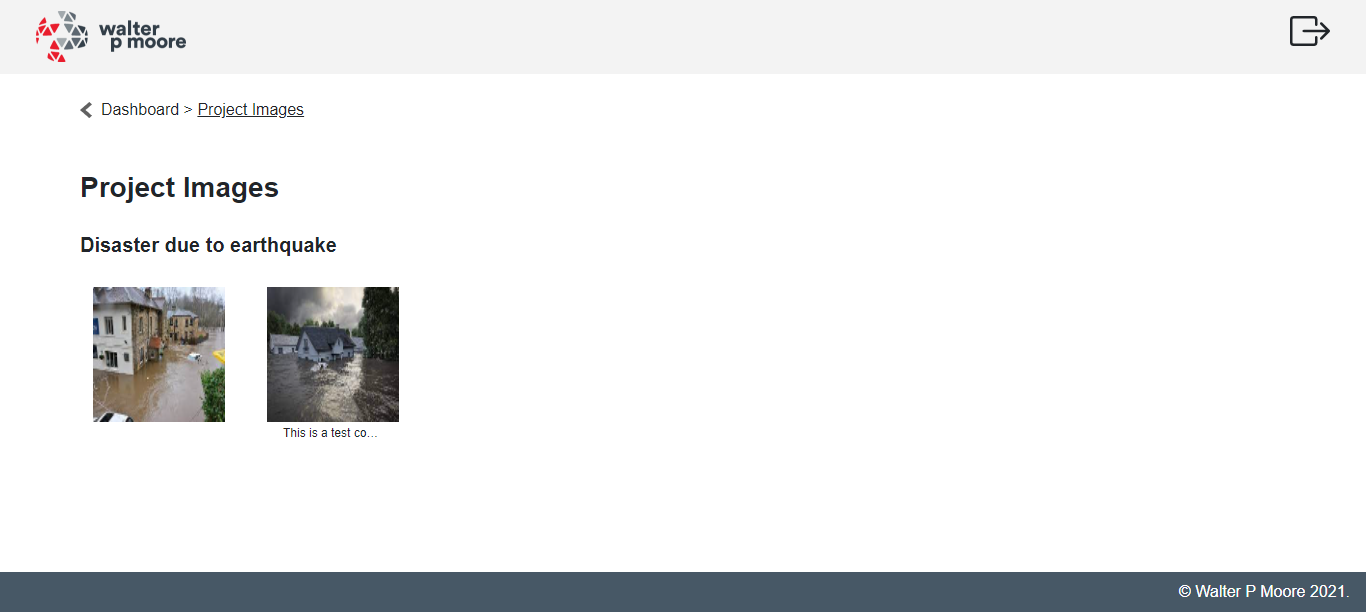 walter
p moore
Dashboard > Project Images
Project Images
Disaster due to earthquake
This is a test co...
© Walter P Moore 2021.